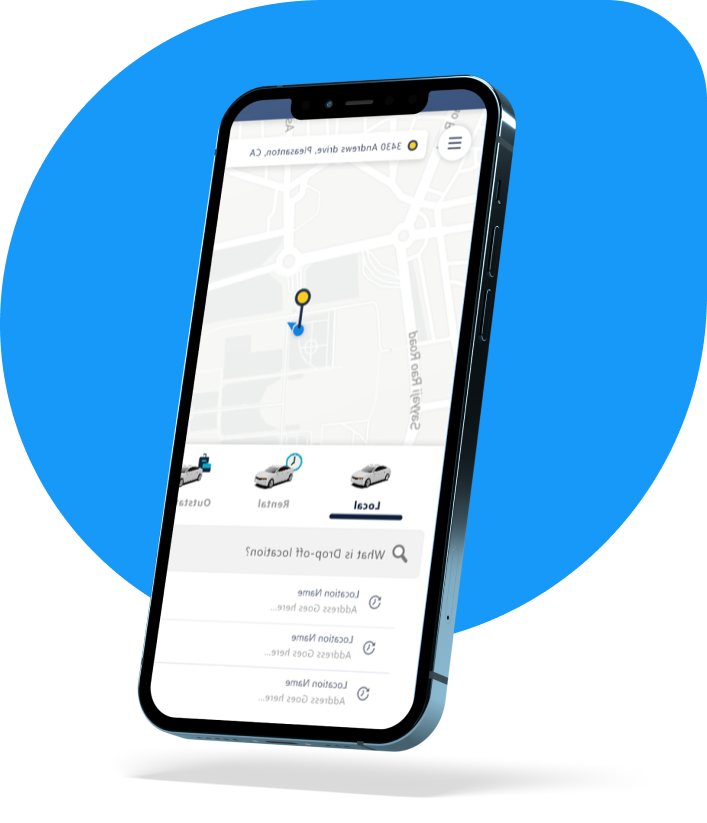 3430 Andrews drive, Pleasanton, CA
Sayyaji Rao Road
Local
Rental
Outsta
What is Drop-off location?
Location Name
Address Goes here...
Location Name
Address Goes here...
Location Name
Address Goes here...